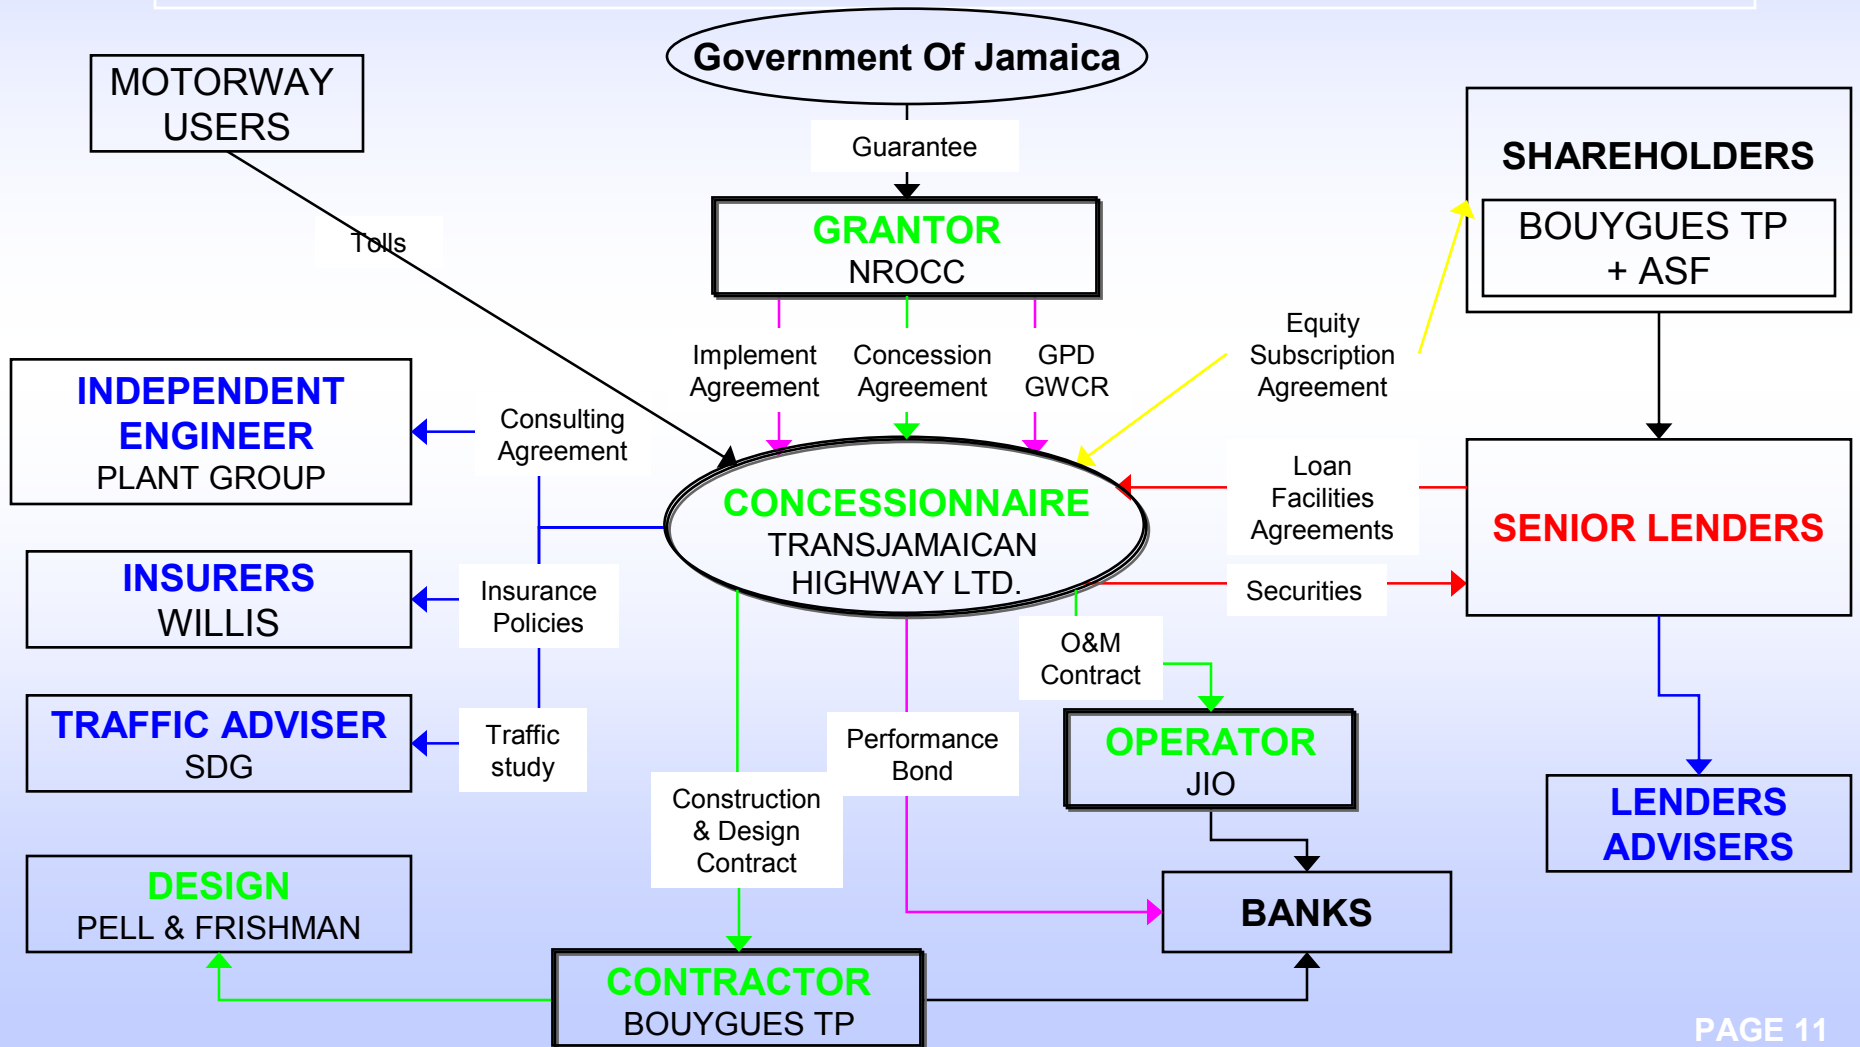 Government Of Jamaica
MOTORWAY
USERS
Guarantee
SHAREHOLDERS
BOUYGUES TP
+ ASF
Tolls
GRANTOR
NROCC
Implement
Agreement
Concession
Agreement
GPD
GWCR
Equity
Subscription
Agreement
INDEPENDENT
ENGINEER
PLANT GROUP
Consulting
Agreement
CONCESSIONNAIRE
TRANSJAMAICAN
HIGHWAY LTD.
Loan
Facilities
Agreements
SENIOR LENDERS
INSURERS
WILLIS
Insurance
Policies
Securities
O&M
Contract
TRAFFIC ADVISER
SDG
Traffic
study
Performance
Bond
OPERATOR
JIO
Construction
& Design
Contract
LENDERS
ADVISERS
DESIGN
PELL & FRISHMAN
BANKS
CONTRACTOR
BOUYGUES TP
PAGE 11